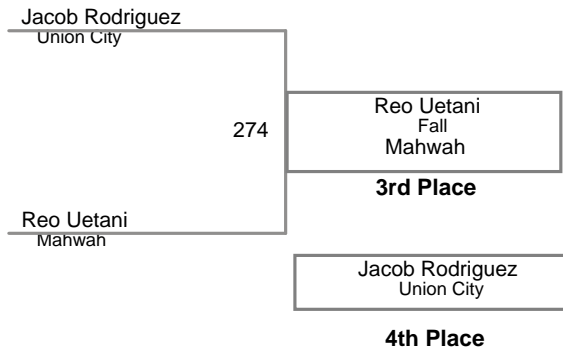 Jacob Rodriguez
Union City
274
Reo Uetani
Fall
Mahwah
3rd Place
Reo Uetani
Mahwah
Jacob Rodriguez
Union City
4th Place